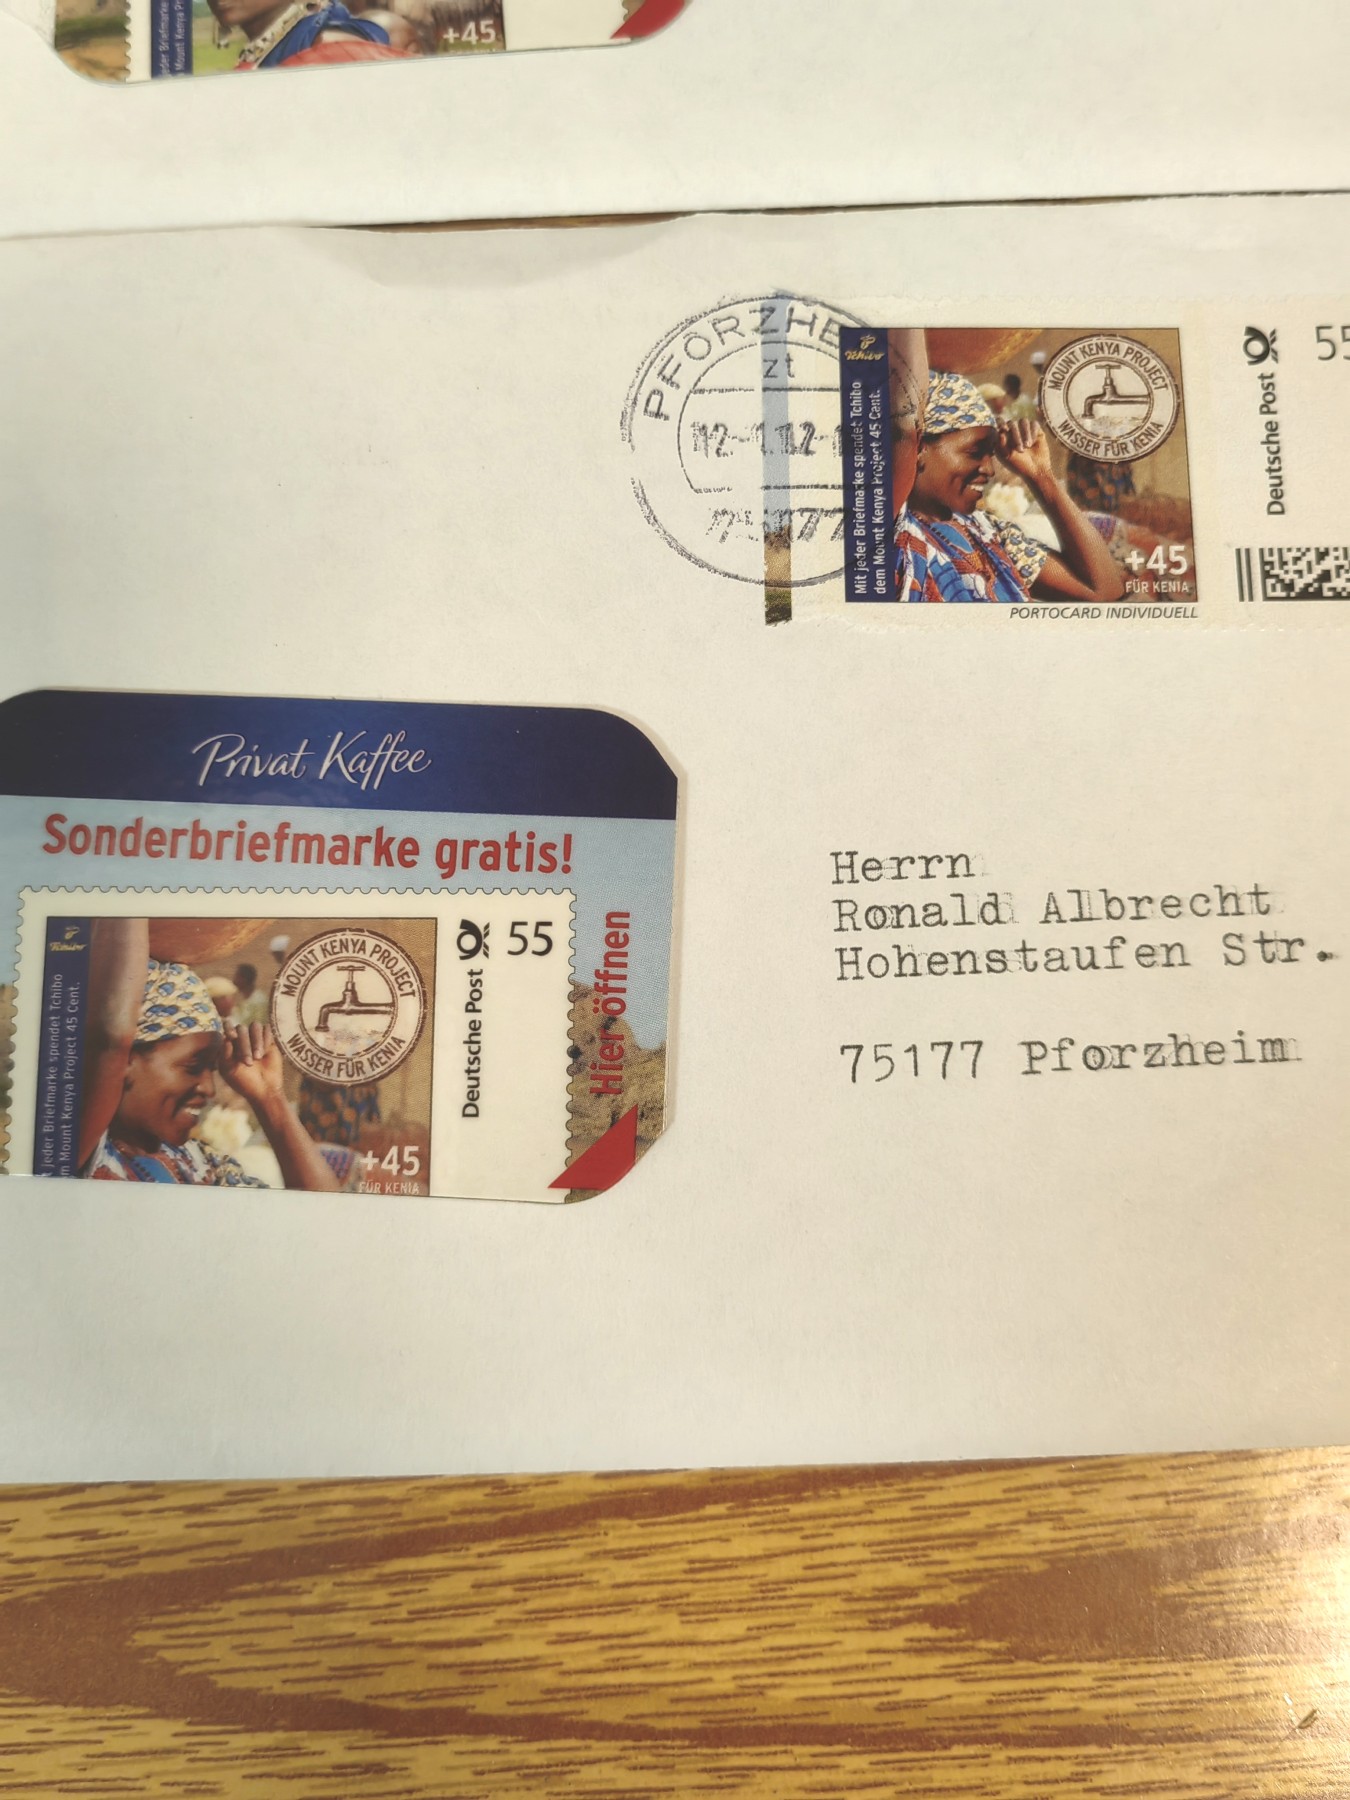 +45
PFORZHE
zt
75177
Tchibo
Mit jeder Briefmarke spendet Tchibo
dem Mount Kenya Project 45 Cent.
MOUNT KENYA PROJECT
WASSER FÜR KENIA
+45
FÜR KENIA
PORTOCARD INDIVIDUELL
Deutsche Post
55
Privat Kaffee
Sonderbriefmarke gratis!
Hier öffnen
Tchibo
t jeder Briefmarke spendet Tchibo
m Mount Kenya Project 45 Cent.
MOUNT KENYA PROJECT
WASSER FÜR KENIA
+45
FÜR KENIA
Deutsche Post
55
Herrn
Ronald Albrecht
Hohenstaufen Str.
75177 Pforzheim